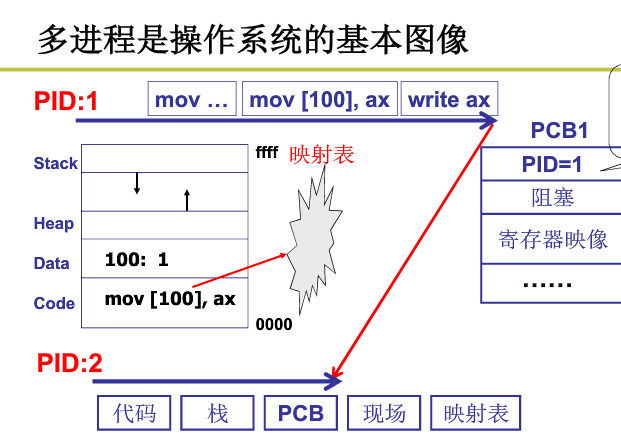 多进程是操作系统的基本图像
PID:1
mov …
mov [100], ax
write ax
PCB1
PID=1
阻塞
寄存器映像
……
Stack
ffff
映射表
Heap
Data
100: 1
Code
mov [100], ax
0000
PID:2
代码
栈
PCB
现场
映射表